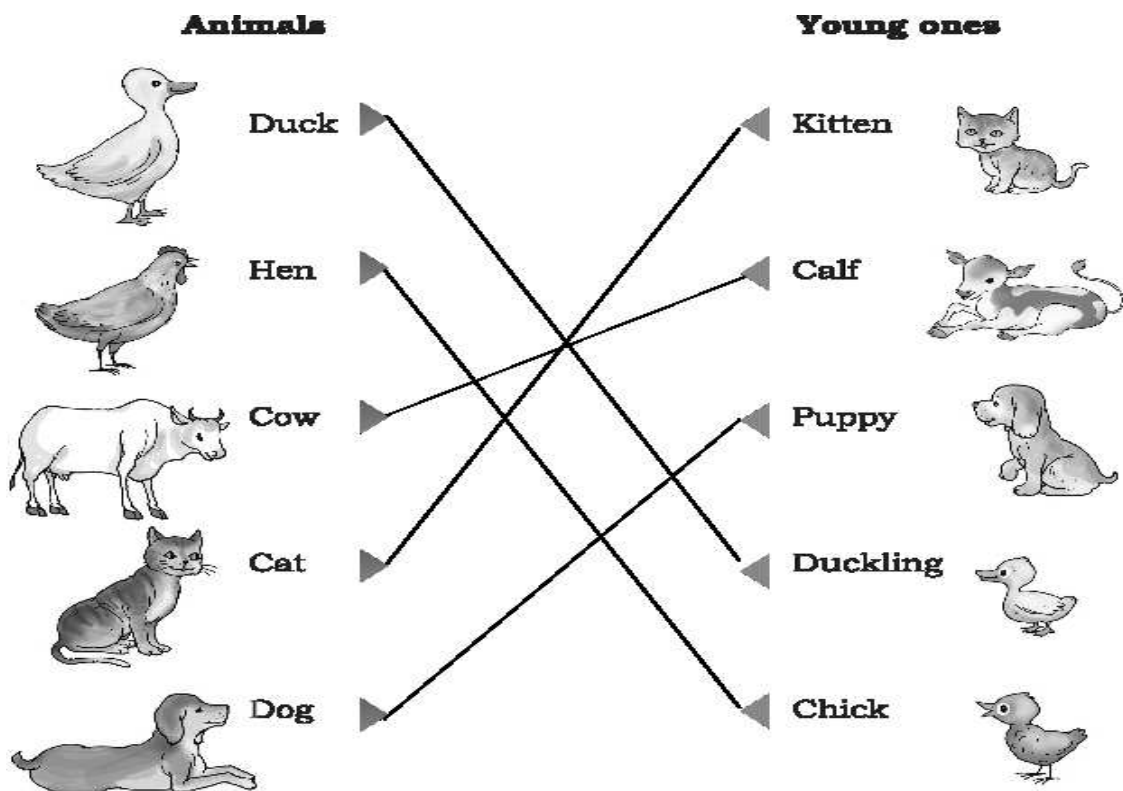 Animals Young ones
Duck Kitten
Hen Calf
Cow Puppy
Cat Duckling
Dog Chick